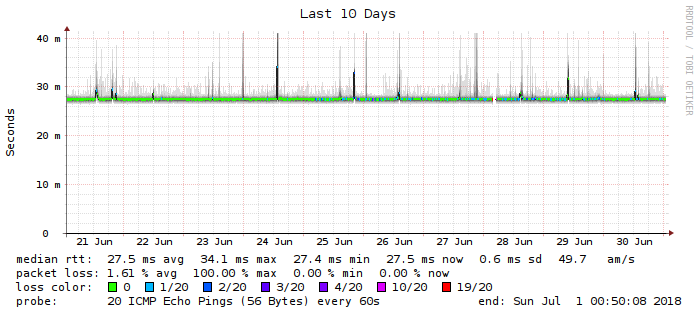 Last 10 Days
RRDTOOL / TOBI OETIKER
Seconds
40 m
30 m
20 m
10 m
0
21 Jun 22 Jun 23 Jun 24 Jun 25 Jun 26 Jun 27 Jun 28 Jun 29 Jun 30 Jun
median rtt: 27.5 ms avg 34.1 ms max 27.4 ms min 27.5 ms now 0.6 ms sd 49.7 am/s
packet loss: 1.61 % avg 100.00 % max 0.00 % min 0.00 % now
loss color: 0 1/20 2/20 3/20 4/20 10/20 19/20
probe: 20 ICMP Echo Pings (56 Bytes) every 60s end: Sun Jul 1 00:50:08 2018